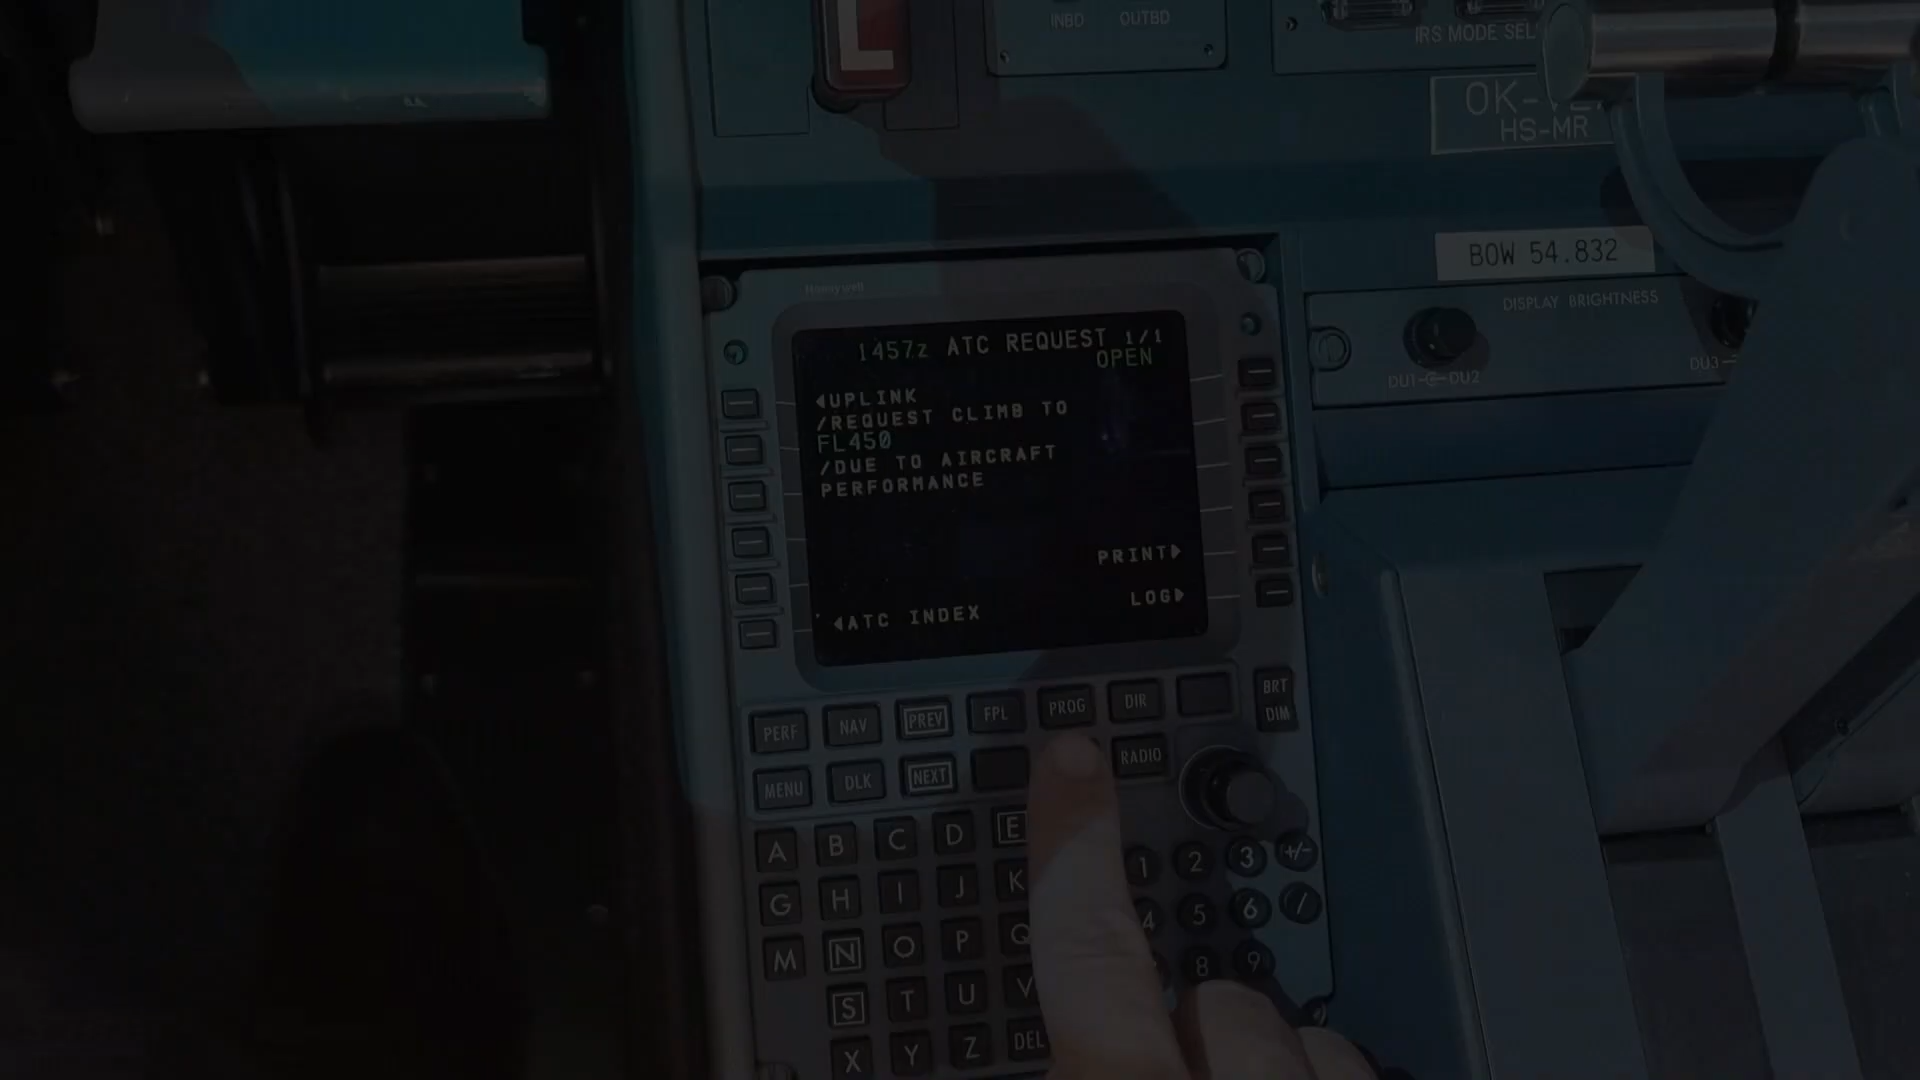 INBD OUTBD
IRS MODE SEL
HS-MR
BOW 54.832
DISPLAY BRIGHTNESS
DU1 DU2
DU3
Honeywell
1457z ATC REQUEST 1/1
OPEN
UPLINK
/REQUEST CLIMB TO
FL450
/DUE TO AIRCRAFT
PERFORMANCE
PRINT
LOG
ATC INDEX
PERF NAV PREV FPL PROG DIR
BRT
DIM
MENU DLK NEXT RADIO
A B C D E 1 2 3 +/-
G H I J K 4 5 6 /
M N O P Q 8 9
S T U V
X Y Z DEL